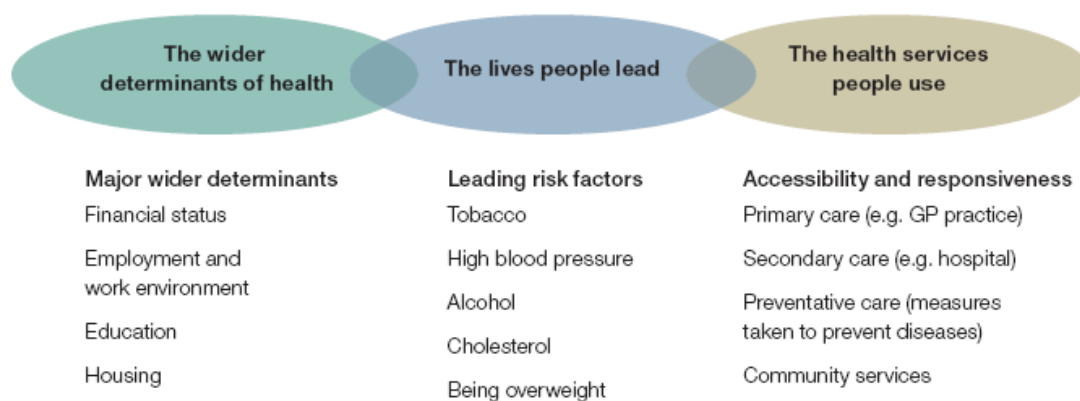 The wider
determinants of health
The lives people lead
The health services
people use
Major wider determinants
Financial status
Employment and
work environment
Education
Housing
Leading risk factors
Tobacco
High blood pressure
Alcohol
Cholesterol
Being overweight
Accessibility and responsiveness
Primary care (e.g. GP practice)
Secondary care (e.g. hospital)
Preventative care (measures
taken to prevent diseases)
Community services